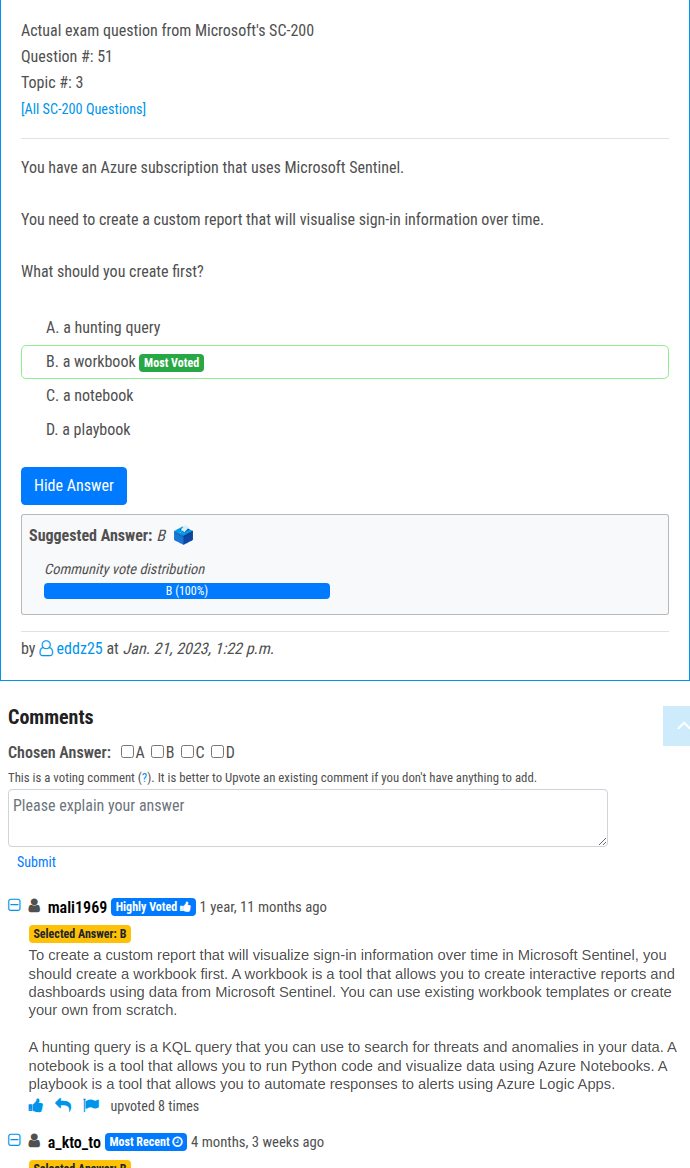 Actual exam question from Microsoft's SC-200
Question #: 51
Topic #: 3
[All SC-200 Questions]
You have an Azure subscription that uses Microsoft Sentinel.
You need to create a custom report that will visualise sign-in information over time.
What should you create first?
A. a hunting query
B. a workbook Most Voted
C. a notebook
D. a playbook
Hide Answer
Suggested Answer: B
Community vote distribution
B (100%)
by eddz25 at Jan. 21, 2023, 1:22 p.m.
Comments
Chosen Answer: A B C D
This is a voting comment (?). It is better to Upvote an existing comment if you don't have anything to add.
Please explain your answer
Submit
mali1969 Highly Voted 1 year, 11 months ago
Selected Answer: B
To create a custom report that will visualize sign-in information over time in Microsoft Sentinel, you
should create a workbook first. A workbook is a tool that allows you to create interactive reports and
dashboards using data from Microsoft Sentinel. You can use existing workbook templates or create
your own from scratch.
A hunting query is a KQL query that you can use to search for threats and anomalies in your data. A
notebook is a tool that allows you to run Python code and visualize data using Azure Notebooks. A
playbook is a tool that allows you to automate responses to alerts using Azure Logic Apps.
upvoted 8 times
a_kto_to Most Recent 4 months, 3 weeks ago
Selected Answer: B